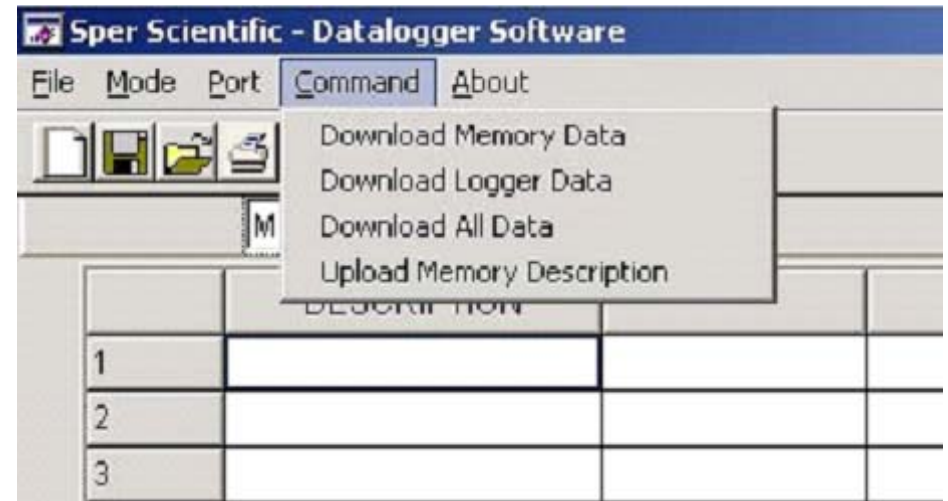 Sper Scientific - Datalogger Software
File Mode Port Command About
Download Memory Data
Download Logger Data
M Download All Data
Upload Memory Description
DESCRIPTION
1
2
3